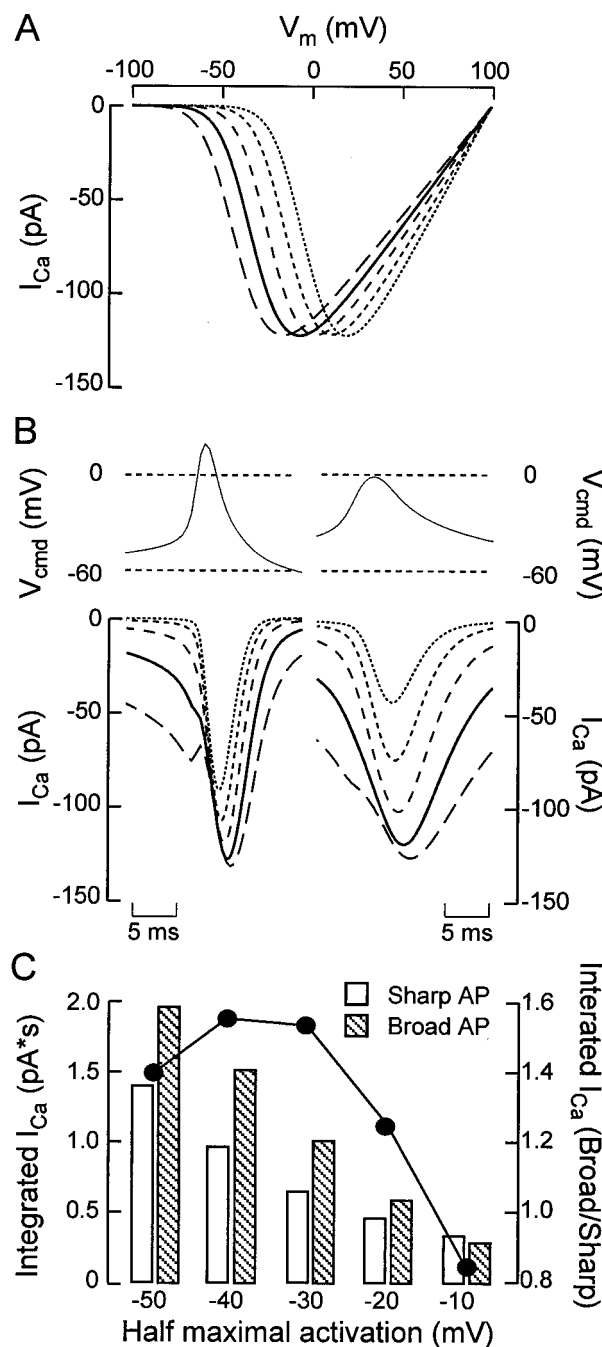 A
V_m (mV)
-100 -50 0 50 100
0
-50
-100
-150
I_Ca (pA)
B
0
-60
V_cmd (mV)
0
-60
V_cmd (mV)
0
-50
-100
-150
I_Ca (pA)
0
-50
-100
-150
I_Ca (pA)
5 ms
5 ms
C
Sharp AP
Broad AP
2.0
1.5
1.0
0.5
0
Integrated I_Ca (pA*s)
1.6
1.4
1.2
1.0
0.8
Interated I_Ca (Broad/Sharp)
-50 -40 -30 -20 -10
Half maximal activation (mV)